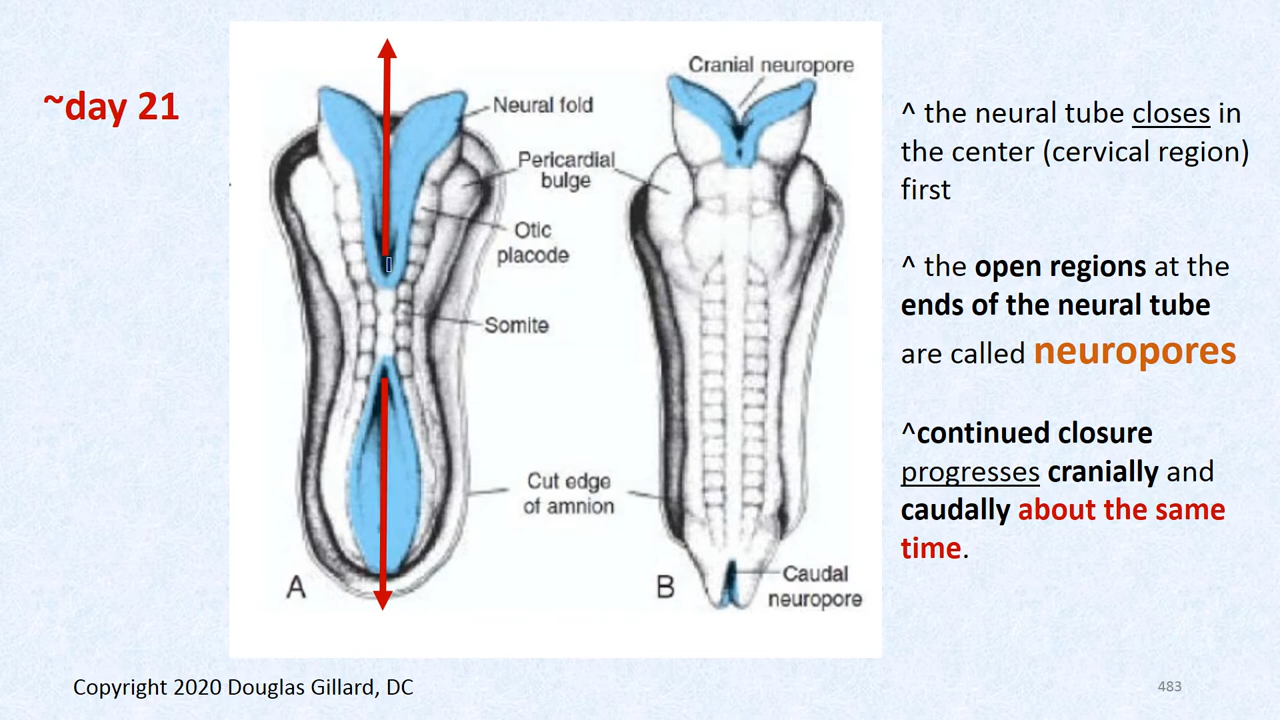 ~day 21
Cranial neuropore
Neural fold
Pericardial
bulge
Otic
placode
Somite
Cut edge
of amnion
A
B
Caudal
neuropore
^ the neural tube closes in
the center (cervical region)
first
^ the open regions at the
ends of the neural tube
are called neuropores
^continued closure
progresses cranially and
caudally about the same
time.
Copyright 2020 Douglas Gillard, DC
483